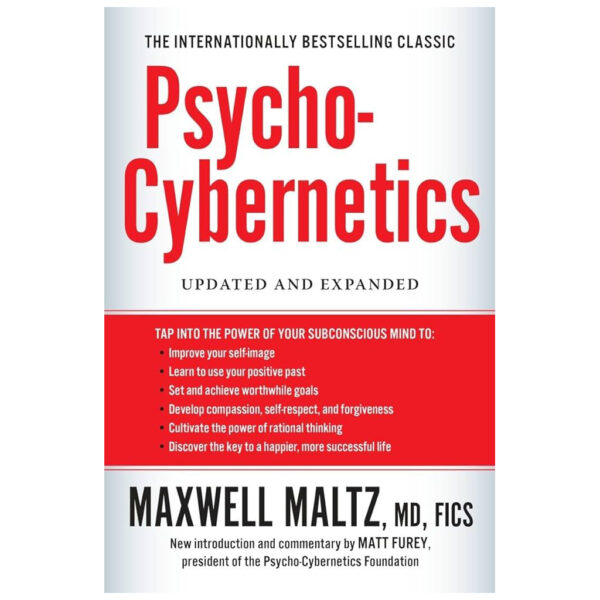 THE INTERNATIONALLY BESTSELLING CLASSIC
Psycho-
Cybernetics
UPDATED AND EXPANDED
TAP INTO THE POWER OF YOUR SUBCONSCIOUS MIND TO:
• Improve your self-image
• Learn to use your positive past
• Set and achieve worthwhile goals
• Develop compassion, self-respect, and forgiveness
• Cultivate the power of rational thinking
• Discover the key to a happier, more successful life
MAXWELL MALTZ, MD, FICS
New introduction and commentary by MATT FUREY,
president of the Psycho-Cybernetics Foundation